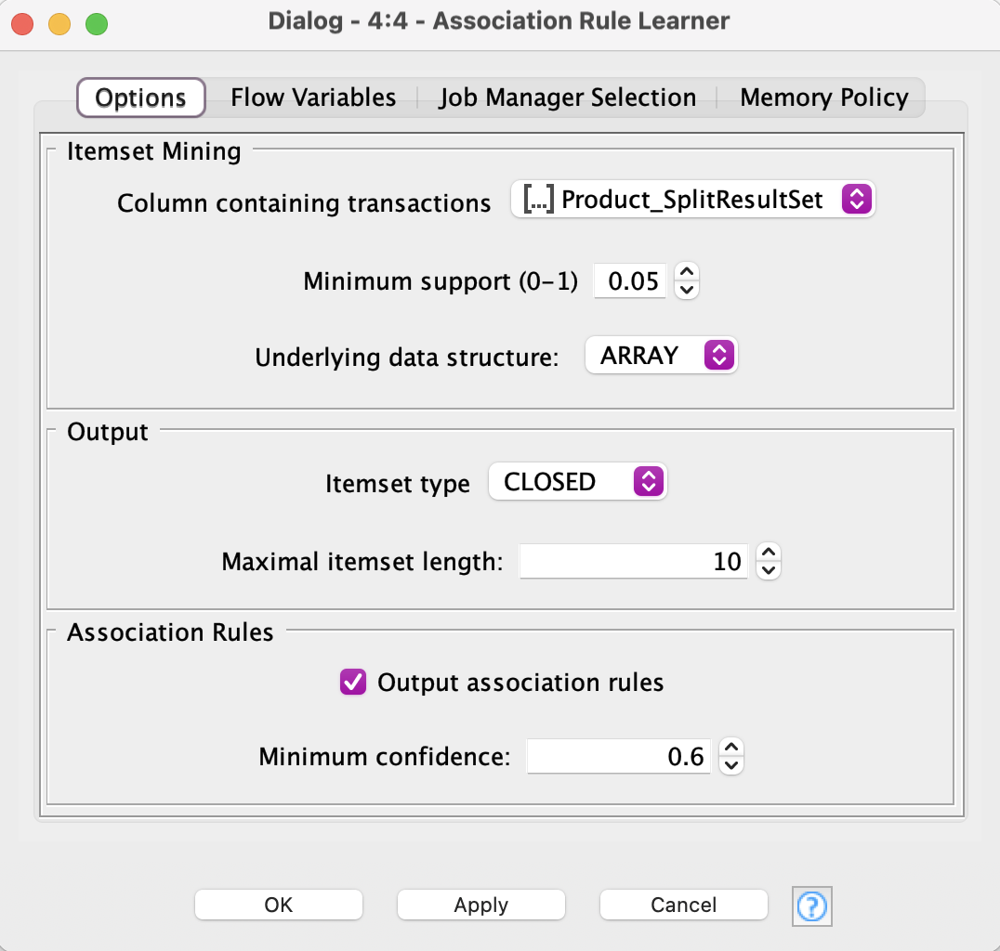 Dialog - 4:4 - Association Rule Learner
Options Flow Variables Job Manager Selection Memory Policy
Itemset Mining
Column containing transactions [...] Product_SplitResultSet
Minimum support (0-1) 0.05
Underlying data structure: ARRAY
Output
Itemset type CLOSED
Maximal itemset length: 10
Association Rules
Output association rules
Minimum confidence: 0.6
OK Apply Cancel ?